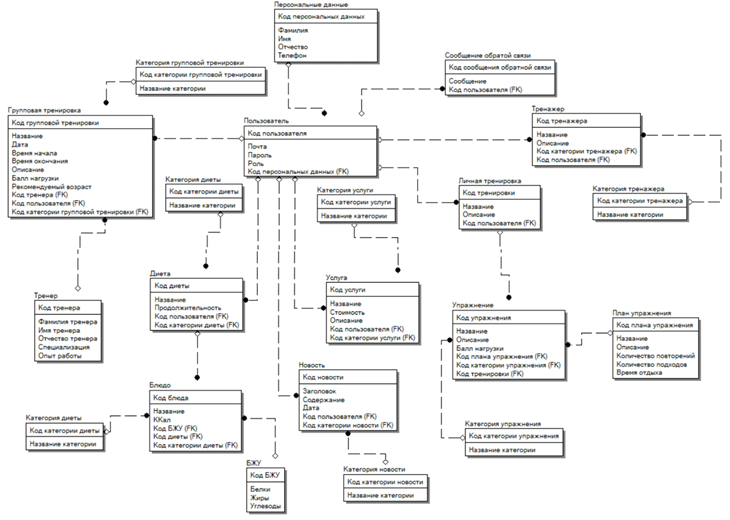 Персональные данные
Код персональных данных
Фамилия
Имя
Отчество
Телефон
Категория групповой тренировки
Код категории групповой тренировки
Название категории
Сообщение обратой связи
Код сообщения обратной связи
Сообщение
Код пользователя (FK)
Групповая тренировка
Код групповой тренировки
Название
Дата
Время начала
Время окончания
Описание
Балл нагрузки
Рекомендуемый возраст
Код тренера (FK)
Код пользователя (FK)
Код категории групповой тренировки (FK)
Пользователь
Код пользователя
Почта
Пароль
Роль
Код персональных данных (FK)
Тренажер
Код тренажера
Название
Описание
Код категории тренажера (FK)
Код пользователя (FK)
Категория диеты
Код категории диеты
Название категории
Категория услуги
Код категории услуги
Название категории
Личная тренировка
Код тренировки
Название
Описание
Код пользователя (FK)
Категория тренажера
Код категории тренажера
Название категории
Тренер
Код тренера
Фамилия тренера
Имя тренера
Отчество тренера
Специализация
Опыт работы
Диета
Код диеты
Название
Продолжительность
Код пользователя (FK)
Код категории диеты (FK)
Услуга
Код услуги
Название
Стоимость
Описание
Код пользователя (FK)
Код категории услуги (FK)
Упражнение
Код упражнения
Название
Описание
Балл нагрузки
Код плана упражнения (FK)
Код категории упражнения (FK)
Код тренировки (FK)
План упражнения
Код плана упражнения
Название
Описание
Количество повторений
Количество подходов
Время отдыха
Новость
Код новости
Заголовок
Содержание
Дата
Код пользователя (FK)
Код категории новости (FK)
Блюдо
Код блюда
Название
ККал
Код БЖУ (FK)
Код диеты (FK)
Код категории диеты (FK)
Категория диеты
Код категории диеты
Название категории
Категория упражнения
Код категории упражнения
Название категории
БЖУ
Код БЖУ
Белки
Жиры
Углеводы
Категория новости
Код категории новости
Название категории